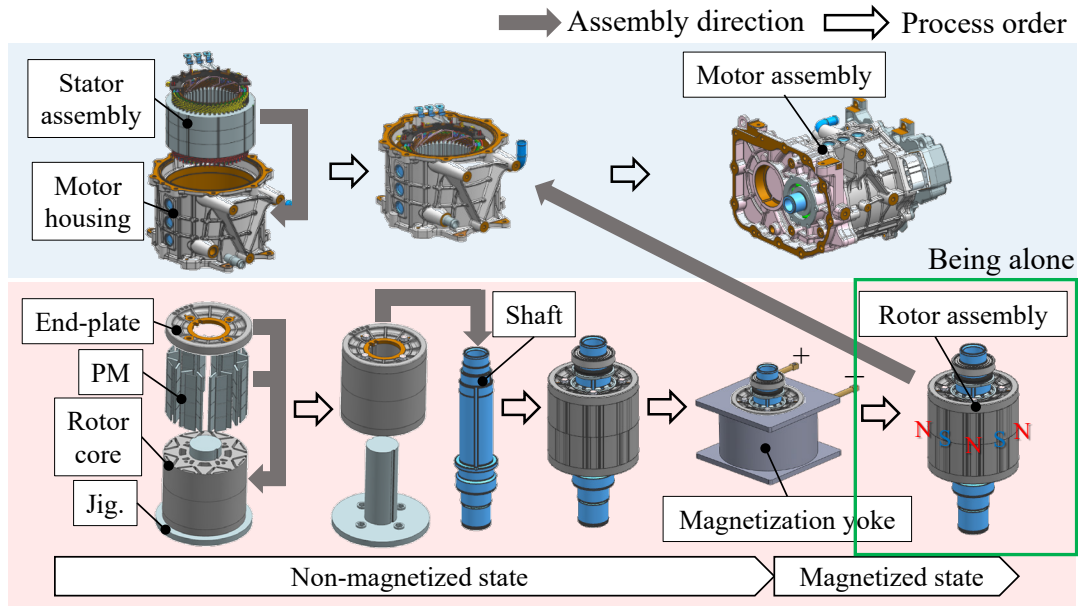 Assembly direction
Process order
Stator
assembly
Motor
housing
Motor assembly
Being alone
End-plate
PM
Rotor
core
Jig.
Shaft
+
−
Magnetization yoke
Rotor assembly
N S N S N
Non-magnetized state
Magnetized state